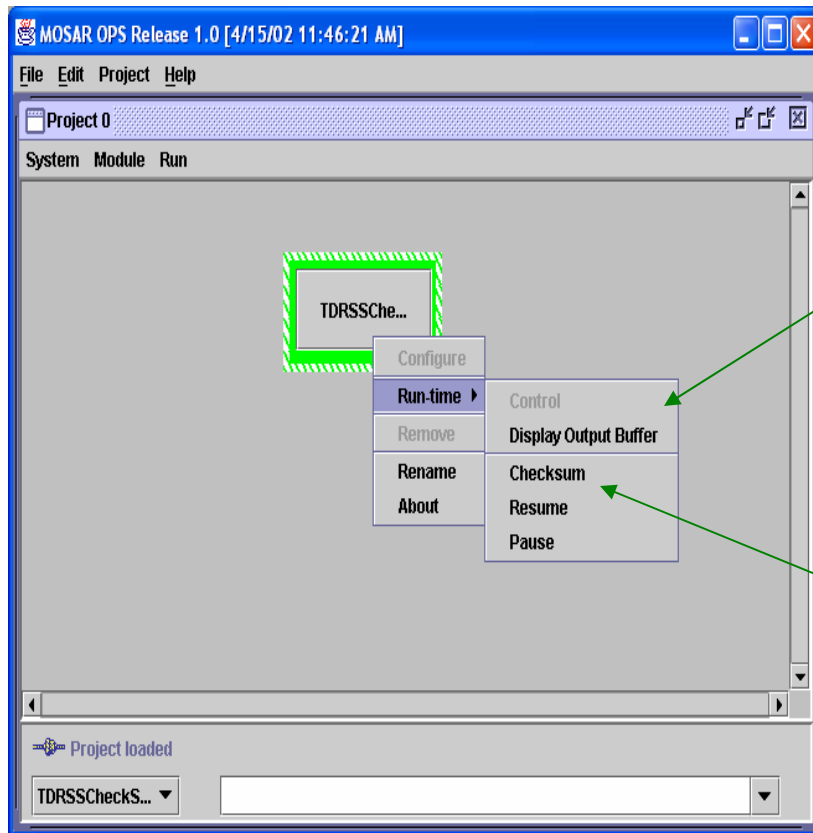 MOSAR OPS Release 1.0 [4/15/02 11:46:21 AM]
File Edit Project Help
Project 0
System Module Run
TDRSSChe...
Configure
Run-time
Remove
Rename
About
Control
Display Output Buffer
Checksum
Resume
Pause
Project loaded
TDRSSCheckS...